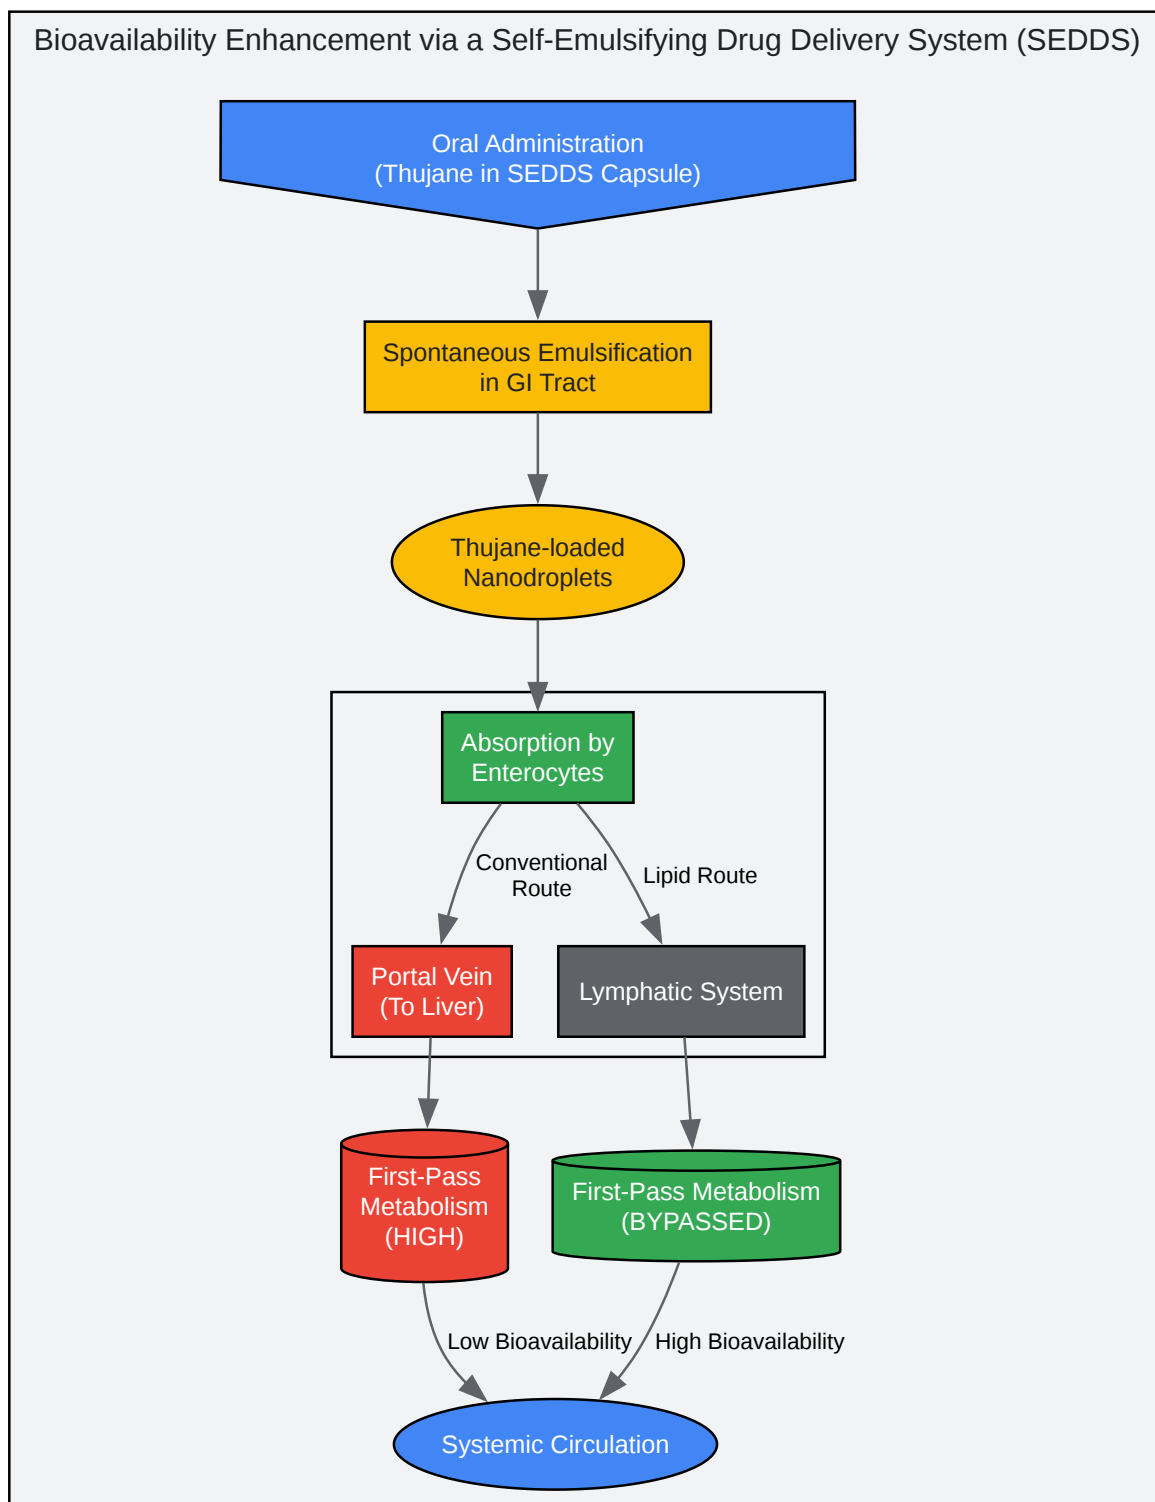 Bioavailability Enhancement via a Self-Emulsifying Drug Delivery System (SEDDS)
Oral Administration
(Thujane in SEDDS Capsule)
Spontaneous Emulsification
in GI Tract
Thujane-loaded
Nanodroplets
Absorption by
Enterocytes
Conventional
Route
Lipid Route
Portal Vein
(To Liver)
Lymphatic System
First-Pass
Metabolism
(HIGH)
First-Pass Metabolism
(BYPASSED)
Low Bioavailability
High Bioavailability
Systemic Circulation